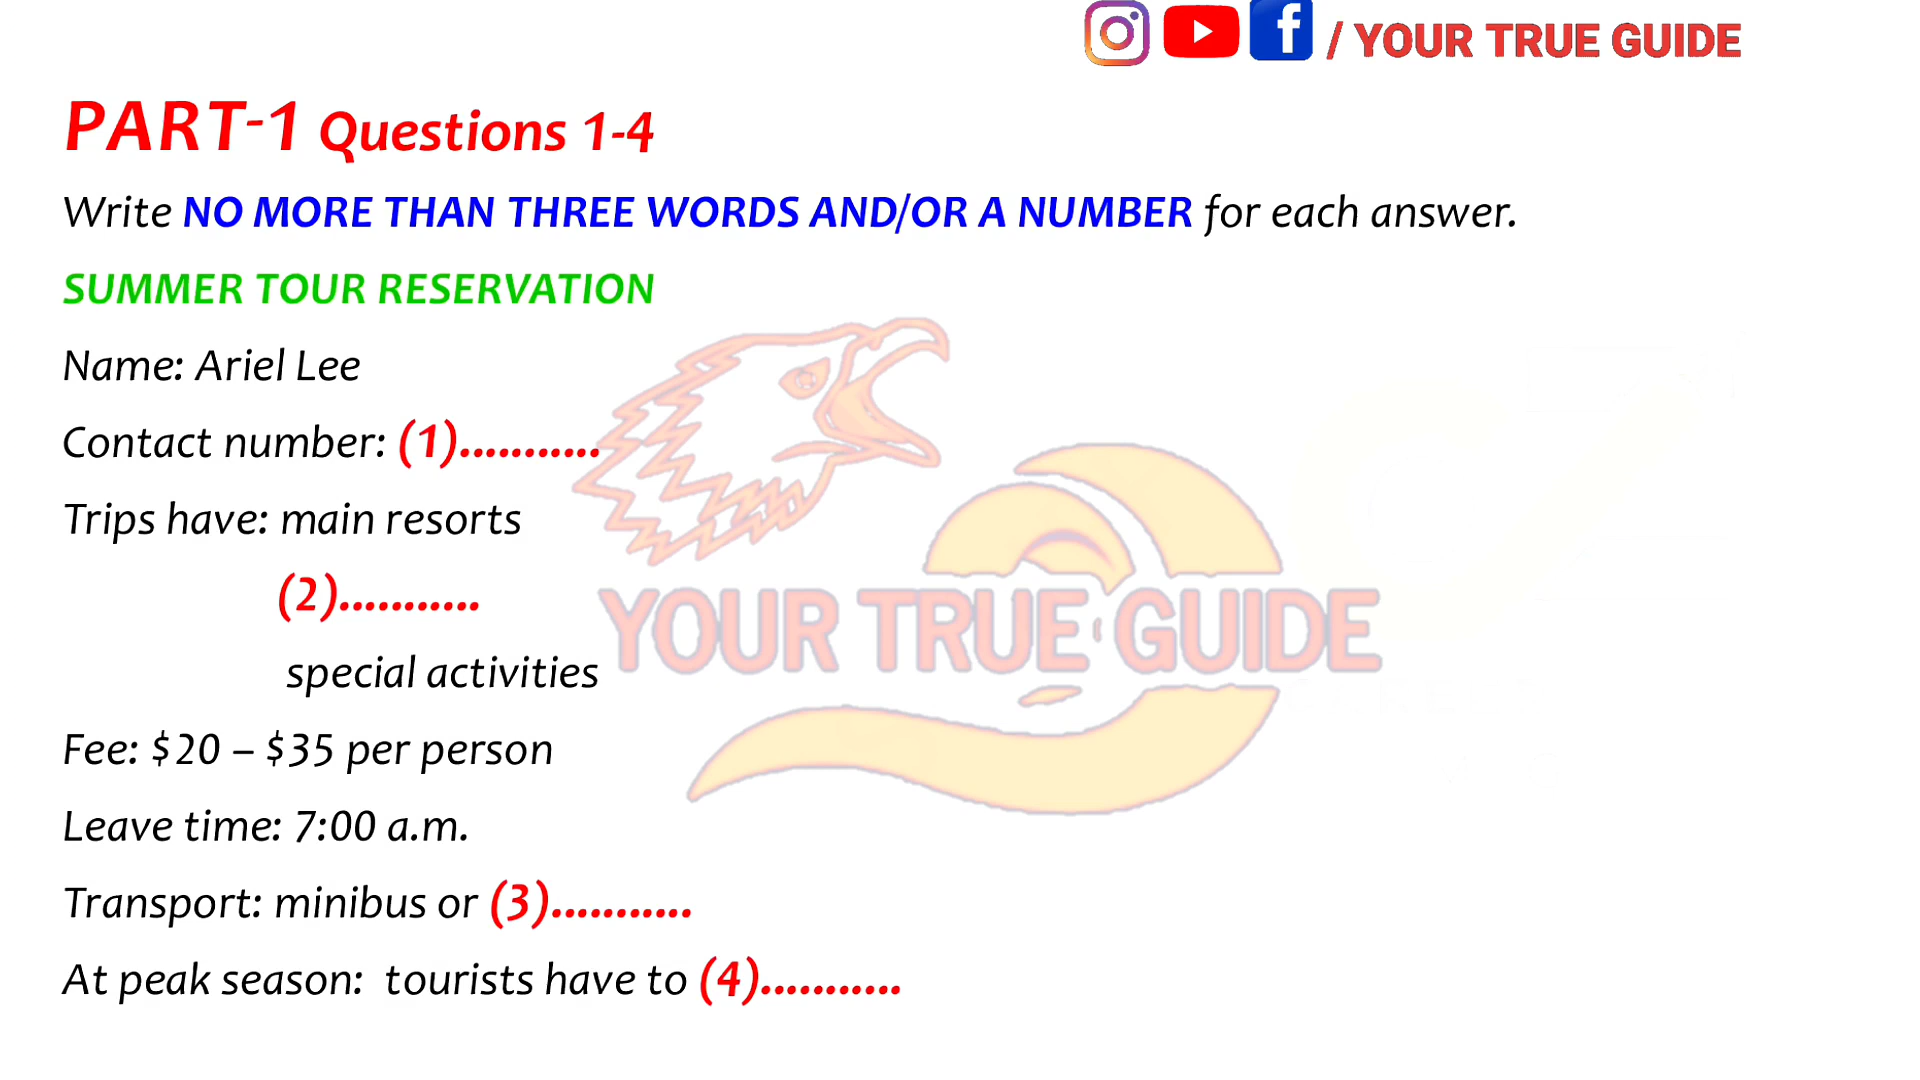 / YOUR TRUE GUIDE
PART-1 Questions 1-4
Write NO MORE THAN THREE WORDS AND/OR A NUMBER for each answer.
SUMMER TOUR RESERVATION
Name: Ariel Lee
Contact number: (1)...........
Trips have: main resorts
(2)...........
YOUR TRUE GUIDE
special activities
Fee: $20 – $35 per person
Leave time: 7:00 a.m.
Transport: minibus or (3)...........
At peak season: tourists have to (4)...........